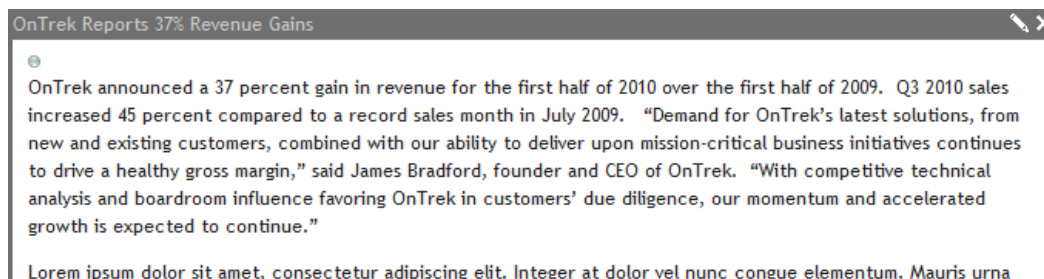 OnTrek Reports 37% Revenue Gains
OnTrek announced a 37 percent gain in revenue for the first half of 2010 over the first half of 2009.  Q3 2010 sales
increased 45 percent compared to a record sales month in July 2009.   “Demand for OnTrek’s latest solutions, from
new and existing customers, combined with our ability to deliver upon mission-critical business initiatives continues
to drive a healthy gross margin,” said James Bradford, founder and CEO of OnTrek.  “With competitive technical
analysis and boardroom influence favoring OnTrek in customers’ due diligence, our momentum and accelerated
growth is expected to continue.”
Lorem ipsum dolor sit amet, consectetur adipiscing elit. Integer at dolor vel nunc congue elementum. Mauris urna